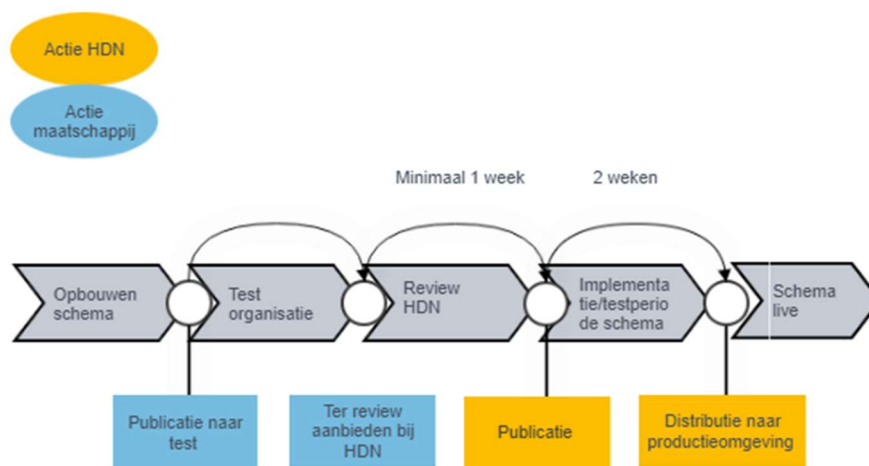 Actie HDN
Actie
maatschappij
Minimaal 1 week
2 weken
Opbouwen
schema
Test
organisatie
Review
HDN
Implementa
tie/testperio
de schema
Schema
live
Publicatie naar
test
Ter review
aanbieden bij
HDN
Publicatie
Distributie naar
productieomgeving